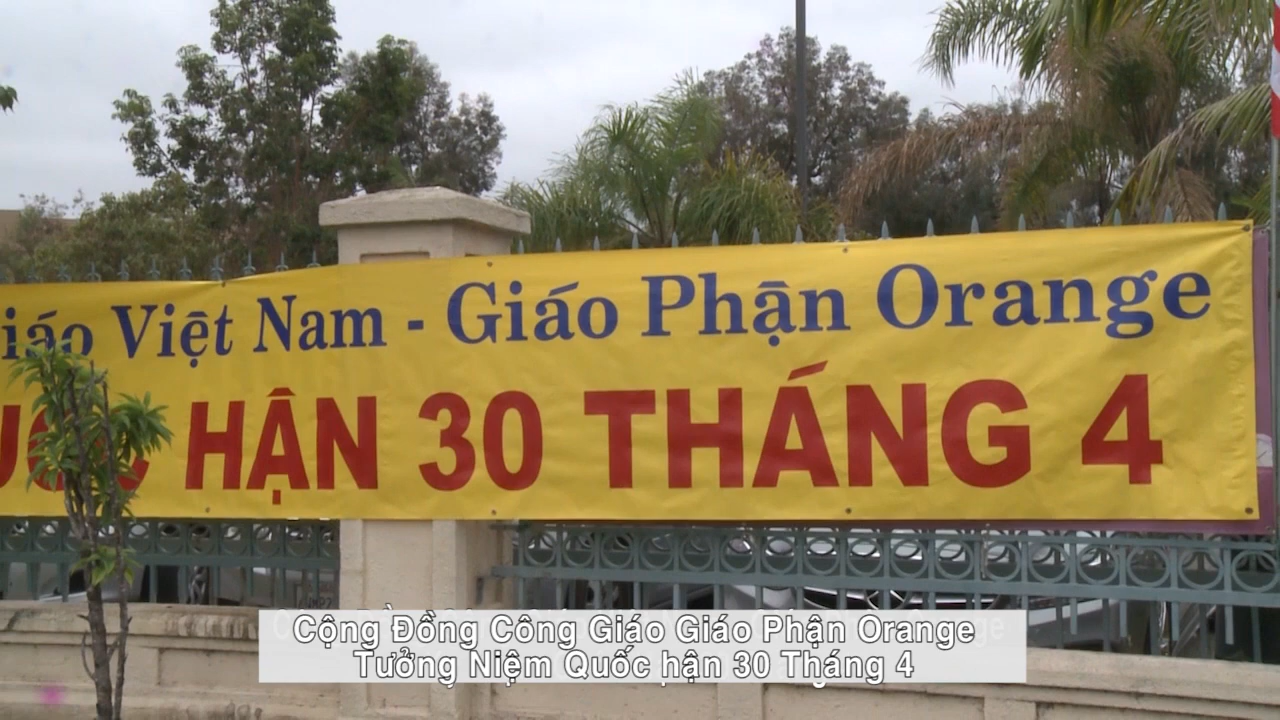 iáo Việt Nam - Giáo Phận Orange
UỐC HẬN 30 THÁNG 4
Cộng Đồng Công Giáo Giáo Phận Orange
Tưởng Niệm Quốc hận 30 Tháng 4